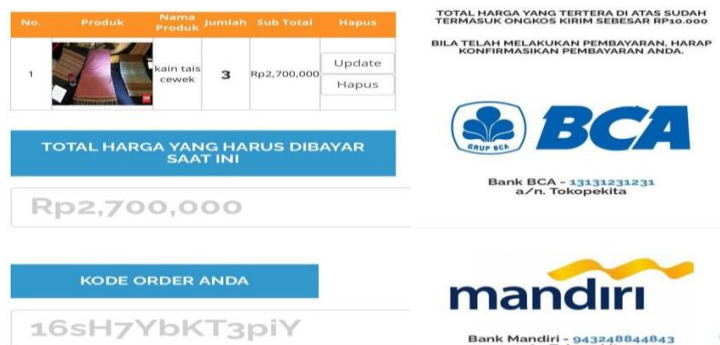 No. Produk Nama Produk Jumlah Sub Total Hapus
1 kain tais cewek 3 Rp2,700,000 Update
Hapus
TOTAL HARGA YANG HARUS DIBAYAR
SAAT INI
Rp2,700,000
KODE ORDER ANDA
16sH7YbKT3piY
TOTAL HARGA YANG TERTERA DI ATAS SUDAH
TERMASUK ONGKOS KIRIM SEBESAR RP10.000
BILA TELAH MELAKUKAN PEMBAYARAN, HARAP
KONFIRMASIKAN PEMBAYARAN ANDA.
GRUP BCA
BCA
Bank BCA - 13131231231
a/n. Tokopekita
mandırı
Bank Mandiri - 943248844843